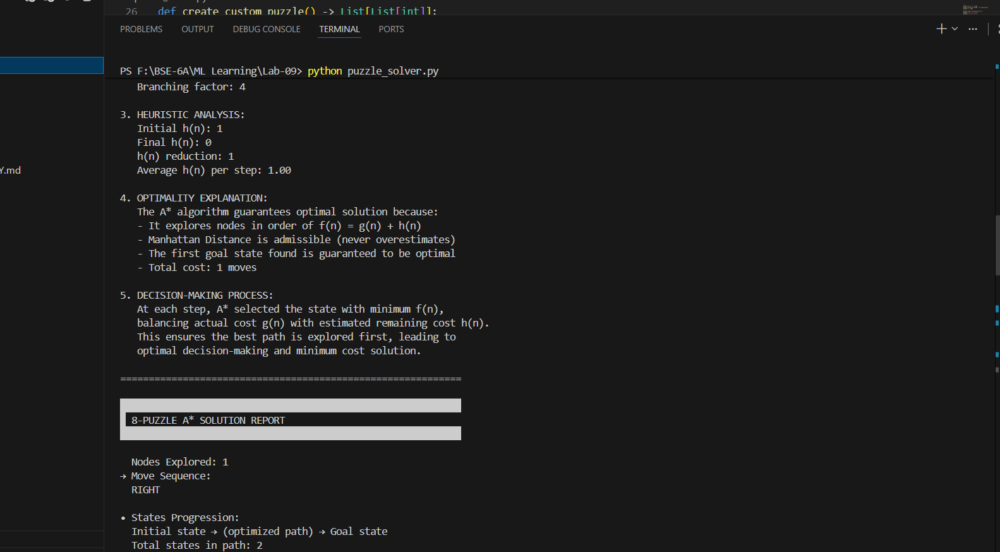 26 def create_custom_puzzle() -> List[List[int]]:
PROBLEMS OUTPUT DEBUG CONSOLE TERMINAL PORTS
PS F:\BSE-6A\ML Learning\Lab-09> python puzzle_solver.py
Branching factor: 4
3. HEURISTIC ANALYSIS:
Initial h(n): 1
Final h(n): 0
h(n) reduction: 1
Y.md
Average h(n) per step: 1.00
4. OPTIMALITY EXPLANATION:
The A* algorithm guarantees optimal solution because:
- It explores nodes in order of f(n) = g(n) + h(n)
- Manhattan Distance is admissible (never overestimates)
- The first goal state found is guaranteed to be optimal
- Total cost: 1 moves
5. DECISION-MAKING PROCESS:
At each step, A* selected the state with minimum f(n),
balancing actual cost g(n) with estimated remaining cost h(n).
This ensures the best path is explored first, leading to
optimal decision-making and minimum cost solution.
============================================================
8-PUZZLE A* SOLUTION REPORT
Nodes Explored: 1
→ Move Sequence:
RIGHT
• States Progression:
Initial state → (optimized path) → Goal state
Total states in path: 2